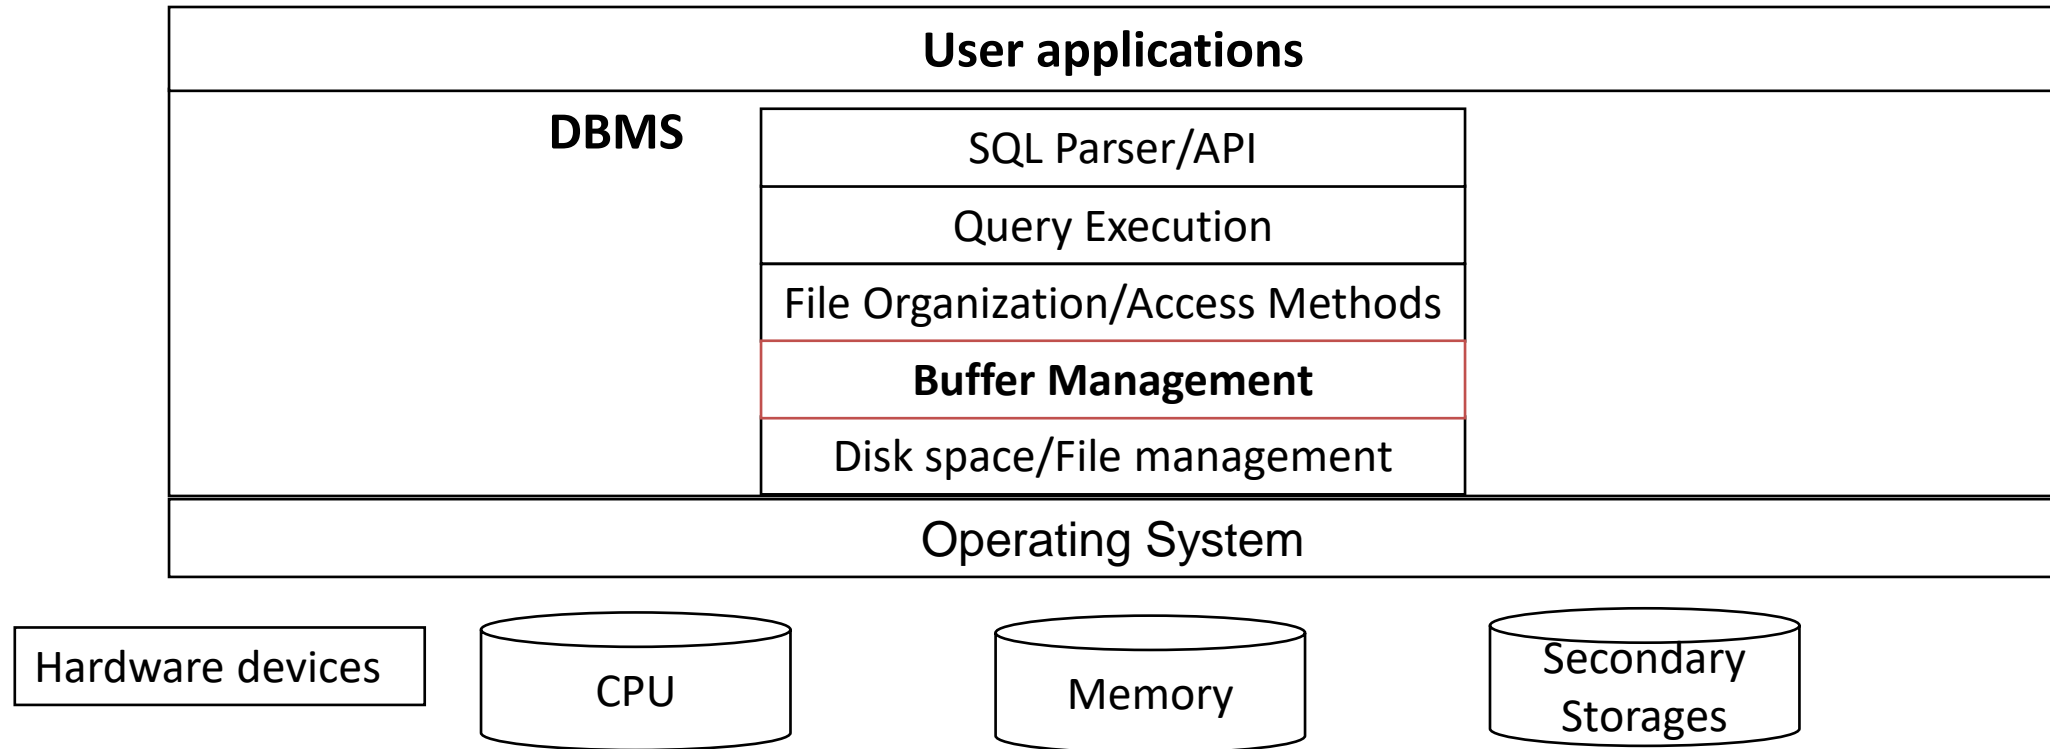 User applications
DBMS
SQL Parser/API
Query Execution
File Organization/Access Methods
Buffer Management
Disk space/File management
Operating System
Hardware devices
CPU
Memory
Secondary
Storages